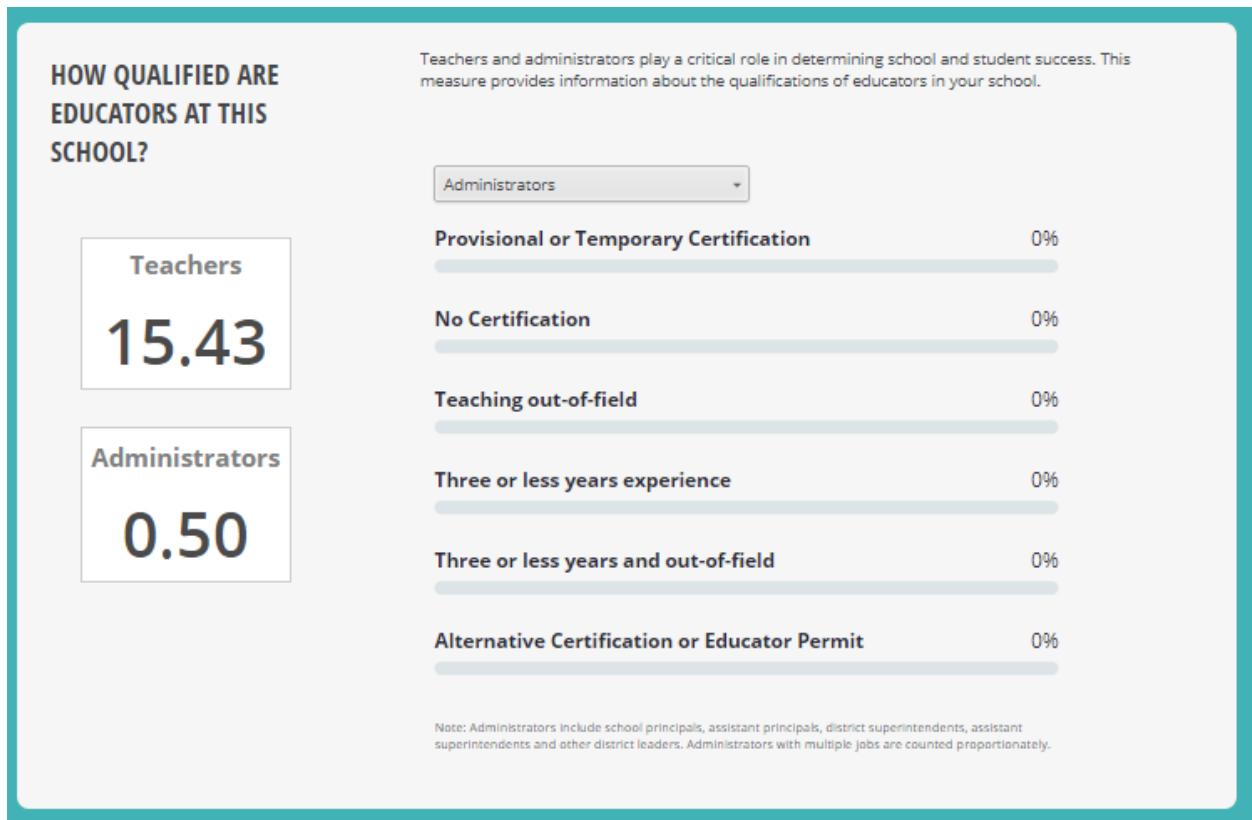 HOW QUALIFIED ARE
EDUCATORS AT THIS
SCHOOL?
Teachers and administrators play a critical role in determining school and student success. This
measure provides information about the qualifications of educators in your school.
Teachers
15.43
Administrators
0.50
Administrators
Provisional or Temporary Certification 0%
No Certification 0%
Teaching out-of-field 0%
Three or less years experience 0%
Three or less years and out-of-field 0%
Alternative Certification or Educator Permit 0%
Note: Administrators include school principals, assistant principals, district superintendents, assistant
superintendents and other district leaders. Administrators with multiple jobs are counted proportionately.